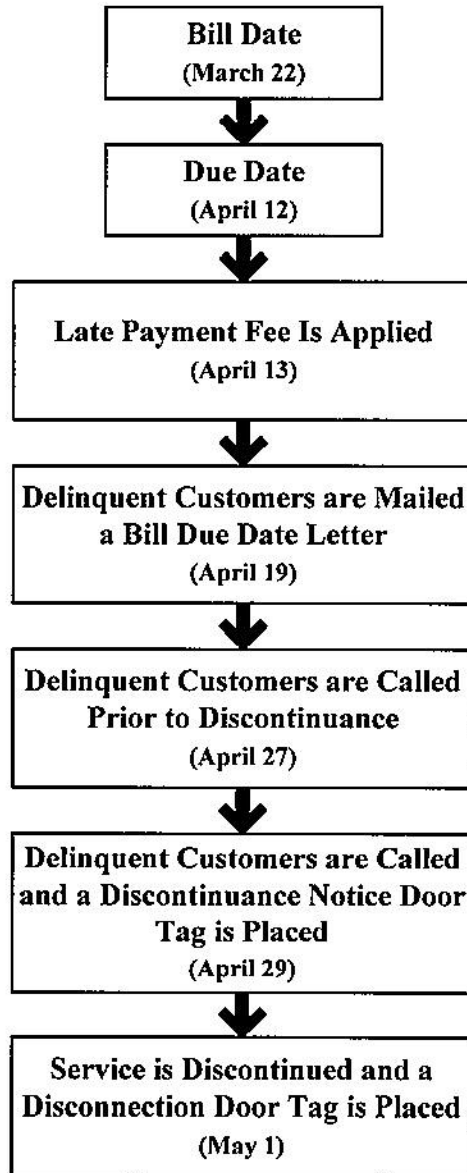 Bill Date
(March 22)
Due Date
(April 12)
Late Payment Fee Is Applied
(April 13)
Delinquent Customers are Mailed
a Bill Due Date Letter
(April 19)
Delinquent Customers are Called
Prior to Discontinuance
(April 27)
Delinquent Customers are Called
and a Discontinuance Notice Door
Tag is Placed
(April 29)
Service is Discontinued and a
Disconnection Door Tag is Placed
(May 1)